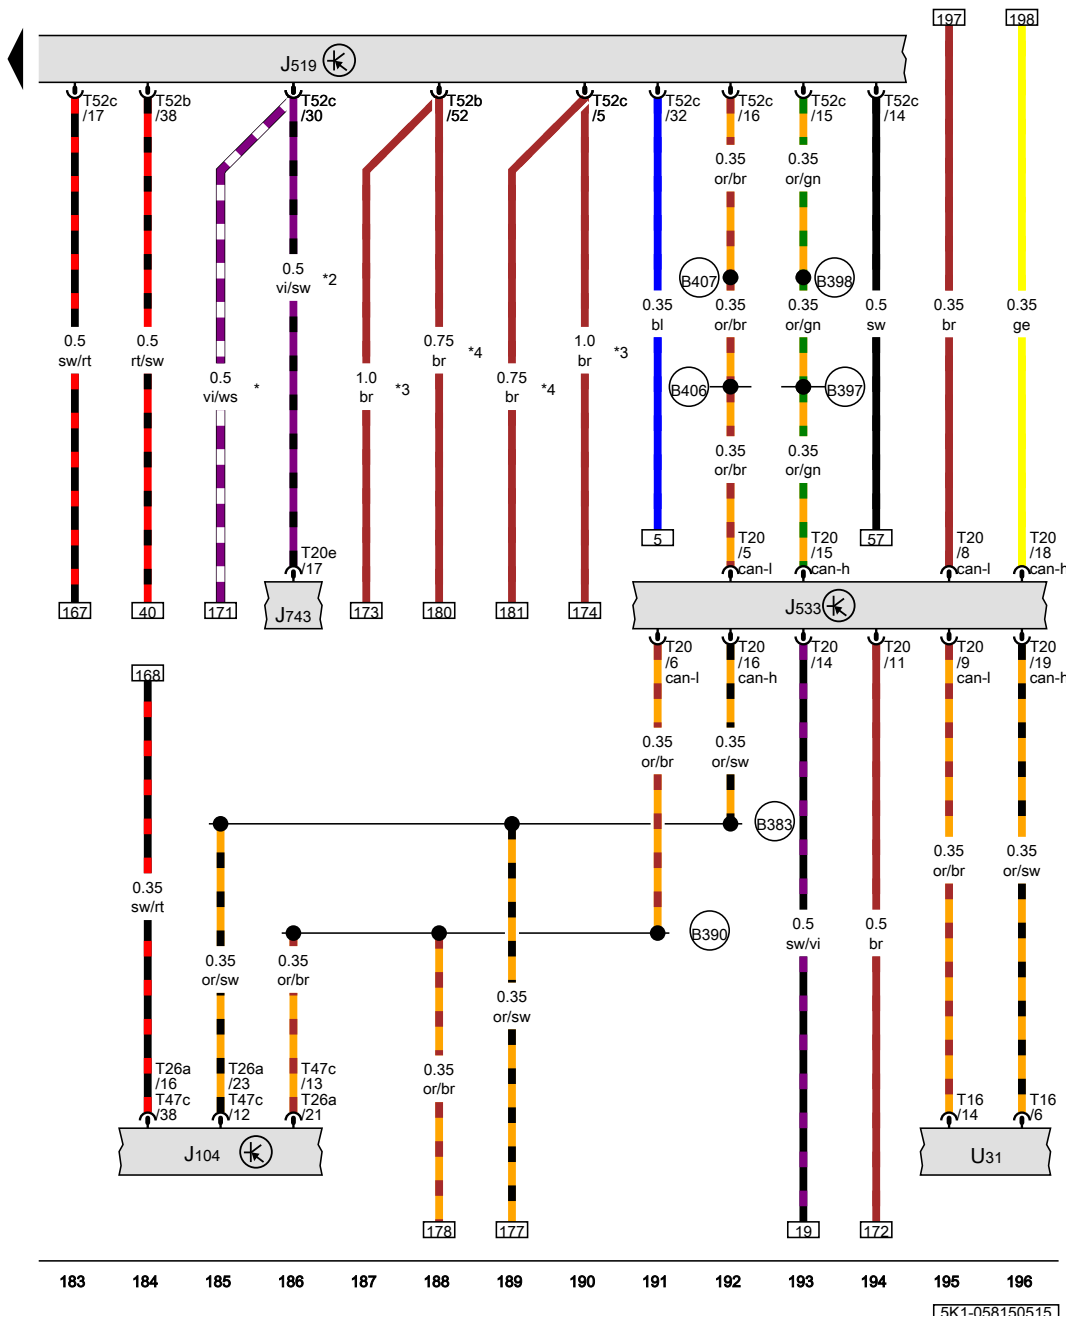 197
198
J519
T52c
/17
T52b
/38
T52c
/30
T52b
/52
T52c
/5
T52c
/32
T52c
/16
T52c
/15
T52c
/14
0.35
or/br
0.35
or/gn
B407
B398
0.5
sw/rt
0.5
rt/sw
0.5
vi/ws
*
0.5
vi/sw
*2
1.0
br
*3
0.75
br
*4
0.75
br
*4
1.0
br
*3
0.35
bl
0.35
or/br
0.35
or/gn
0.5
sw
0.35
br
0.35
ge
B406
B397
0.35
or/br
0.35
or/gn
5
57
T20e
/17
T20
/5
can-l
T20
/15
can-h
T20
/8
can-l
T20
/18
can-h
167
40
171
J743
173
180
181
174
J533
T20
/6
can-l
T20
/16
can-h
T20
/14
T20
/11
T20
/9
can-l
T20
/19
can-h
168
0.35
or/br
0.35
or/sw
B383
0.35
sw/rt
0.35
or/br
0.35
or/sw
B390
0.5
sw/vi
0.5
br
0.35
or/sw
0.35
or/br
0.35
or/sw
0.35
or/br
T26a
/16
T47c
/38
T26a
/23
T47c
/12
T47c
/13
T26a
/21
T16
/14
T16
/6
J104
U31
178
177
19
172
183 184 185 186 187 188 189 190 191 192 193 194 195 196
5K1-058150515